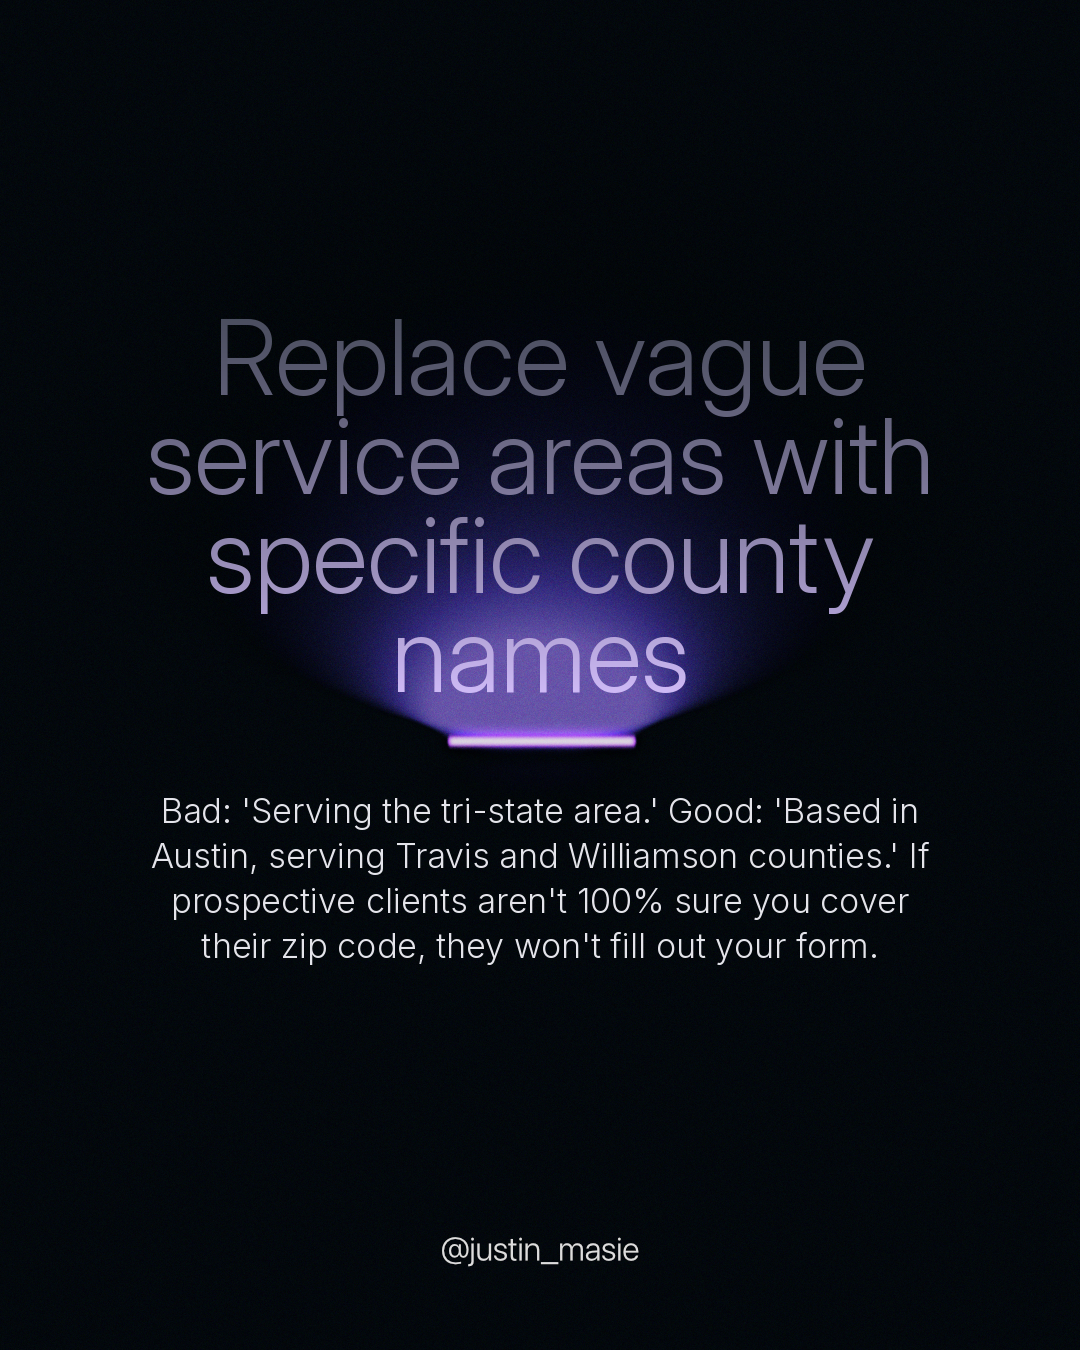 Replace vague
service areas with
specific county
names
Bad: 'Serving the tri-state area.' Good: 'Based in
Austin, serving Travis and Williamson counties.' If
prospective clients aren't 100% sure you cover
their zip code, they won't fill out your form.
@justin_masie